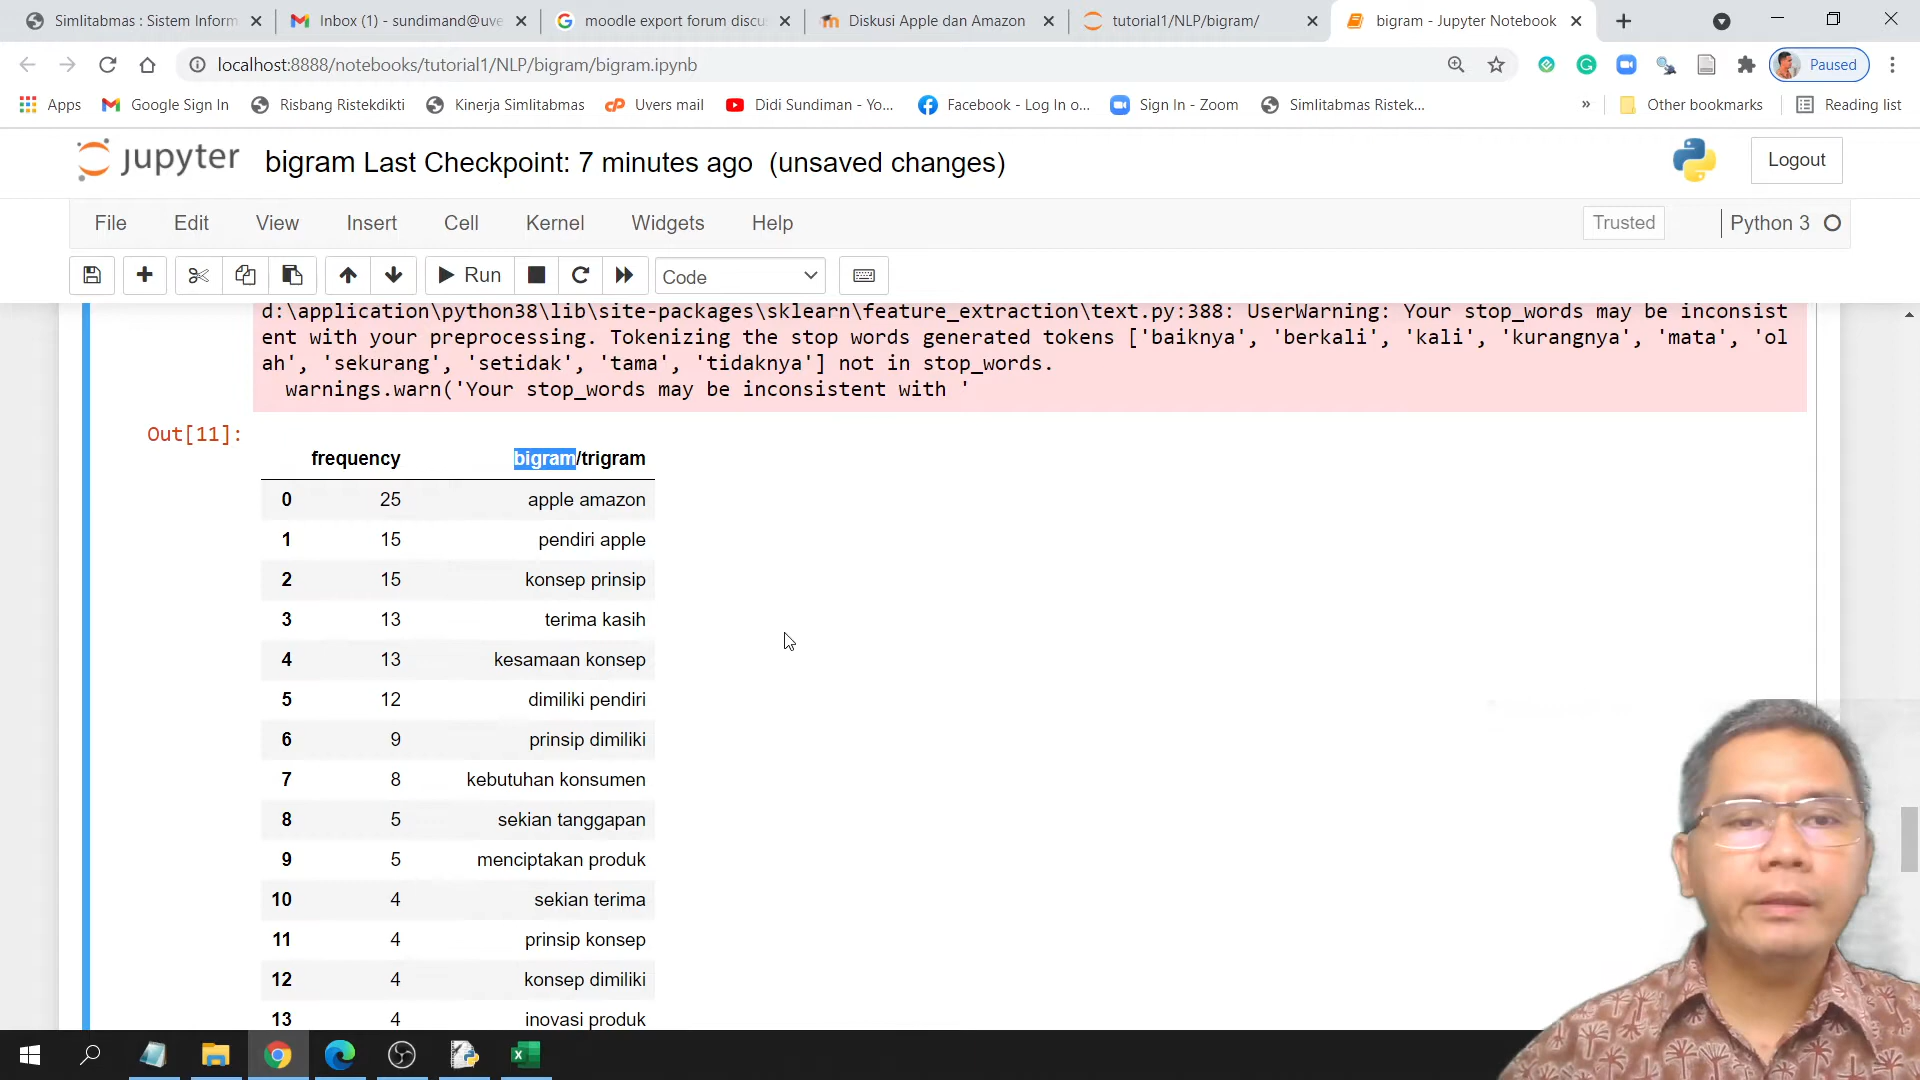 Simlitabmas : Sistem Inform
Inbox (1) - sundimand@uve
moodle export forum discu
Diskusi Apple dan Amazon
tutorial1/NLP/bigram/
bigram - Jupyter Notebook
localhost:8888/notebooks/tutorial1/NLP/bigram/bigram.ipynb
Paused
Apps
Google Sign In
Risbang Ristekdikti
Kinerja Simlitabmas
Uvers mail
Didi Sundiman - Yo...
Facebook - Log In o...
Sign In - Zoom
Simlitabmas Ristek...
»
Other bookmarks
Reading list
jupyter
bigram Last Checkpoint: 7 minutes ago (unsaved changes)
Logout
File Edit View Insert Cell Kernel Widgets Help
Trusted
Python 3
Run
Code
d:\application\python38\lib\site-packages\sklearn\feature_extraction\text.py:388: UserWarning: Your stop_words may be inconsist
ent with your preprocessing. Tokenizing the stop words generated tokens ['baiknya', 'berkali', 'kali', 'kurangnya', 'mata', 'ol
ah', 'sekurang', 'setidak', 'tama', 'tidaknya'] not in stop_words.
warnings.warn('Your stop_words may be inconsistent with '
Out[11]:
frequency bigram/trigram
0 25 apple amazon
1 15 pendiri apple
2 15 konsep prinsip
3 13 terima kasih
4 13 kesamaan konsep
5 12 dimiliki pendiri
6 9 prinsip dimiliki
7 8 kebutuhan konsumen
8 5 sekian tanggapan
9 5 menciptakan produk
10 4 sekian terima
11 4 prinsip konsep
12 4 konsep dimiliki
13 4 inovasi produk